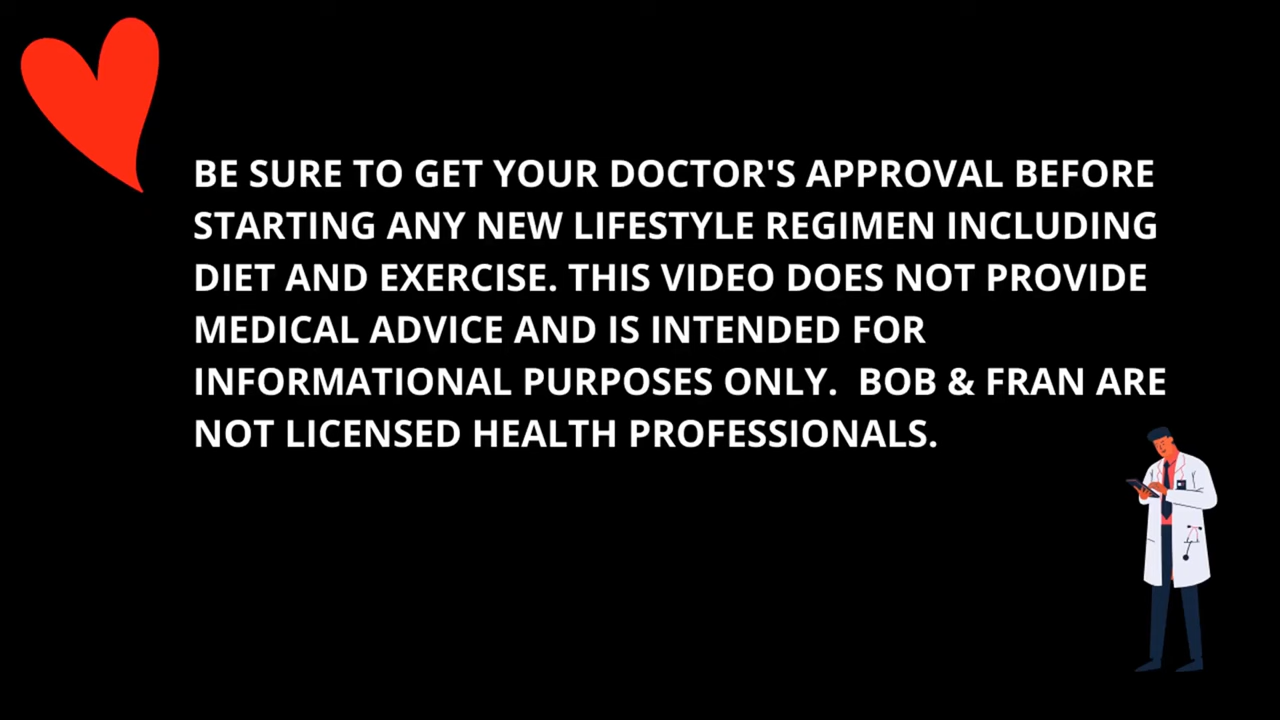 BE SURE TO GET YOUR DOCTOR'S APPROVAL BEFORE
STARTING ANY NEW LIFESTYLE REGIMEN INCLUDING
DIET AND EXERCISE. THIS VIDEO DOES NOT PROVIDE
MEDICAL ADVICE AND IS INTENDED FOR
INFORMATIONAL PURPOSES ONLY.  BOB & FRAN ARE
NOT LICENSED HEALTH PROFESSIONALS.